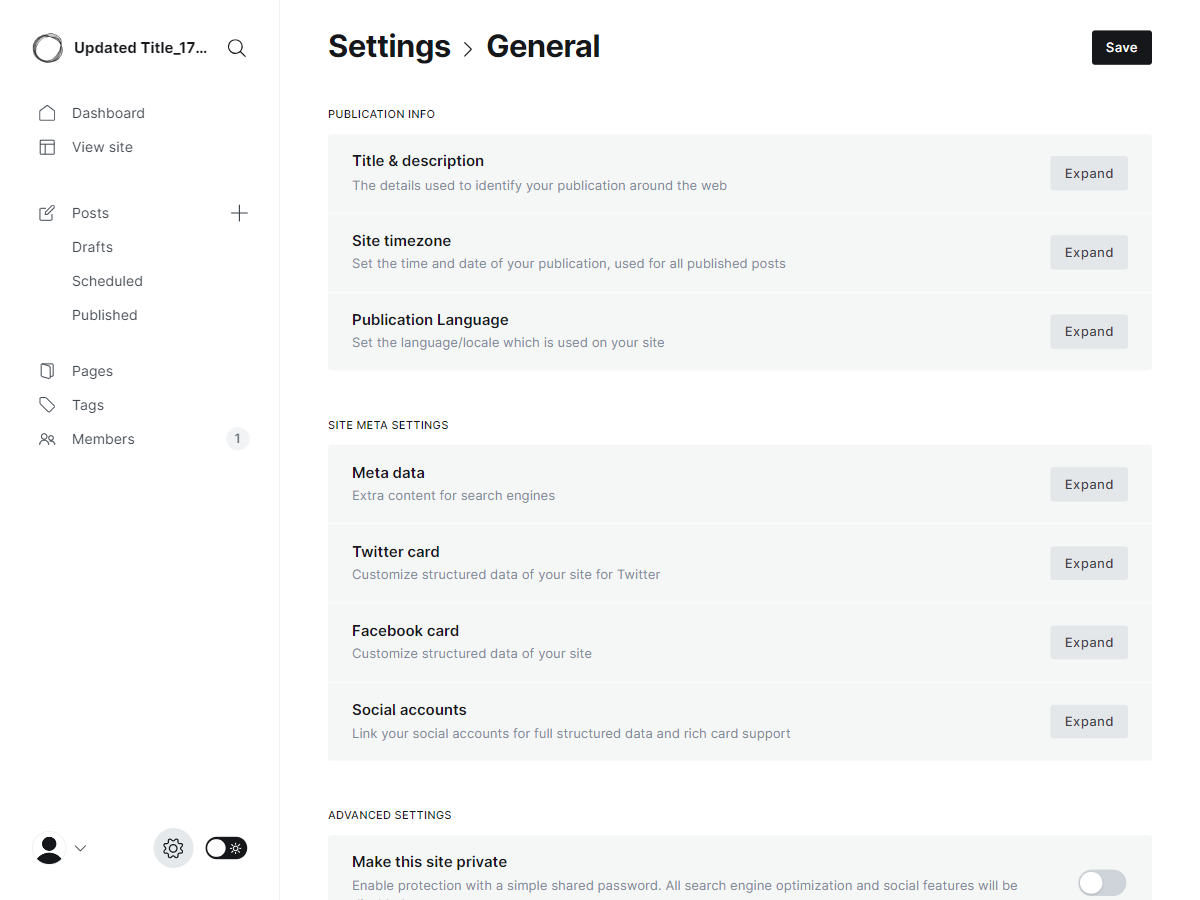 Updated Title_17...
Dashboard
View site
Posts
Drafts
Scheduled
Published
Pages
Tags
Members
1
Settings
General
Save
PUBLICATION INFO
Title & description
The details used to identify your publication around the web
Expand
Site timezone
Set the time and date of your publication, used for all published posts
Expand
Publication Language
Set the language/locale which is used on your site
Expand
SITE META SETTINGS
Meta data
Extra content for search engines
Expand
Twitter card
Customize structured data of your site for Twitter
Expand
Facebook card
Customize structured data of your site
Expand
Social accounts
Link your social accounts for full structured data and rich card support
Expand
ADVANCED SETTINGS
Make this site private
Enable protection with a simple shared password. All search engine optimization and social features will be